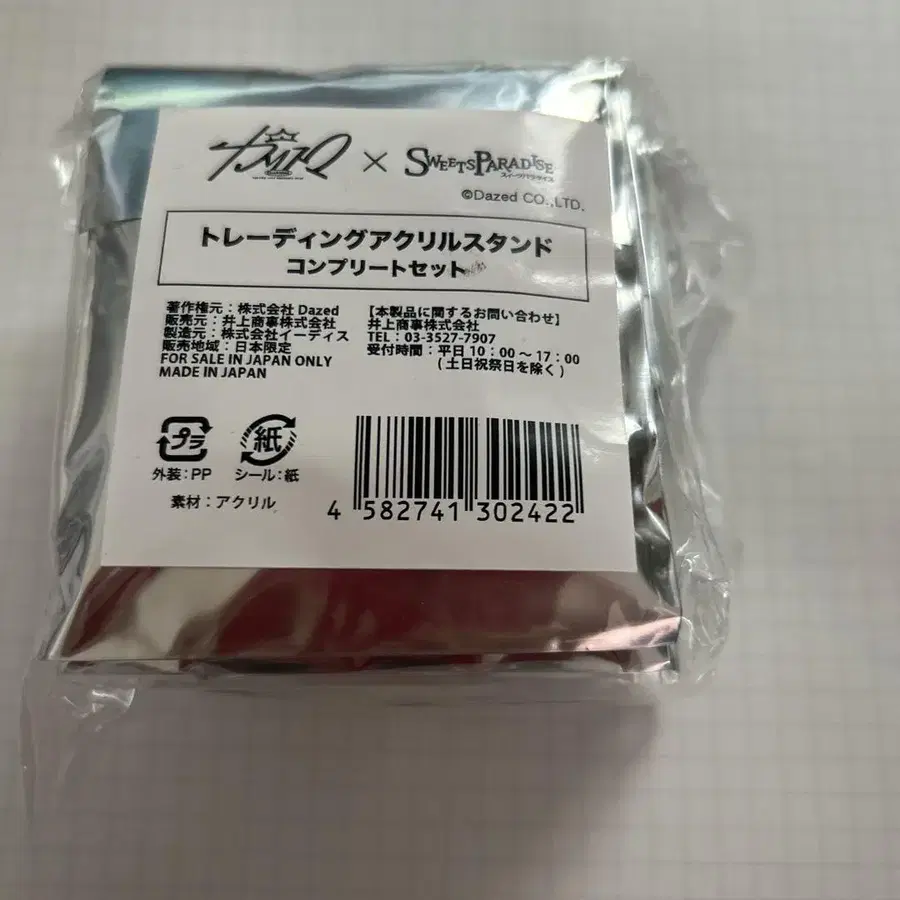 × SWEETSPARADISE
スイーツパラダイス
©Dazed CO.,LTD.
トレーディングアクリルスタンド
コンプリートセット
著作権元：株式会社 Dazed
販売元：井上商事株式会社
製造元：株式会社イーディス
販売地域：日本限定
FOR SALE IN JAPAN ONLY
MADE IN JAPAN
【本製品に関するお問い合わせ】
井上商事株式会社
TEL：03-3527-7907
受付時間：平日 10：00～17：00
(土日祝祭日を除く)
プラ
外装：PP
紙
シール：紙
素材：アクリル
4 582741 302422